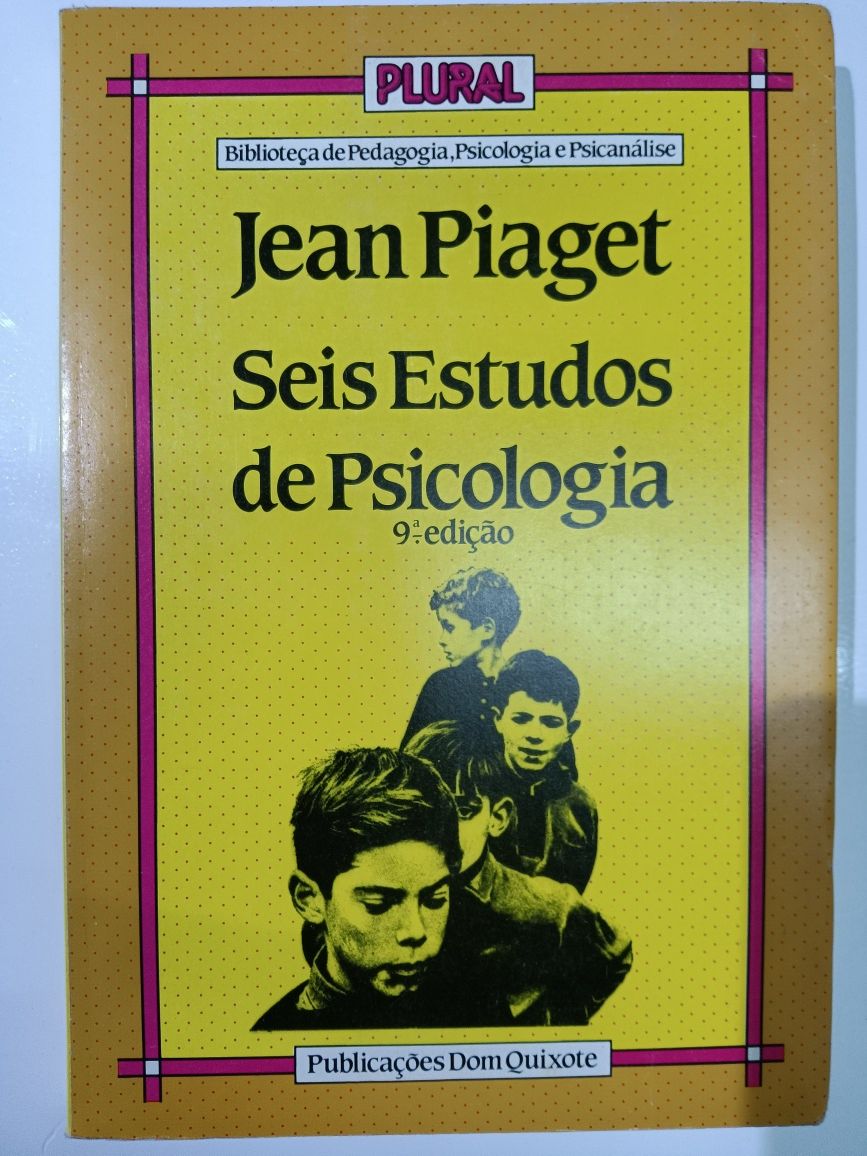 PLURAL
Biblioteça de Pedagogia, Psicologia e Psicanálise
Jean Piaget
Seis Estudos
de Psicologia
9.ª edição
Publicações Dom Quixote